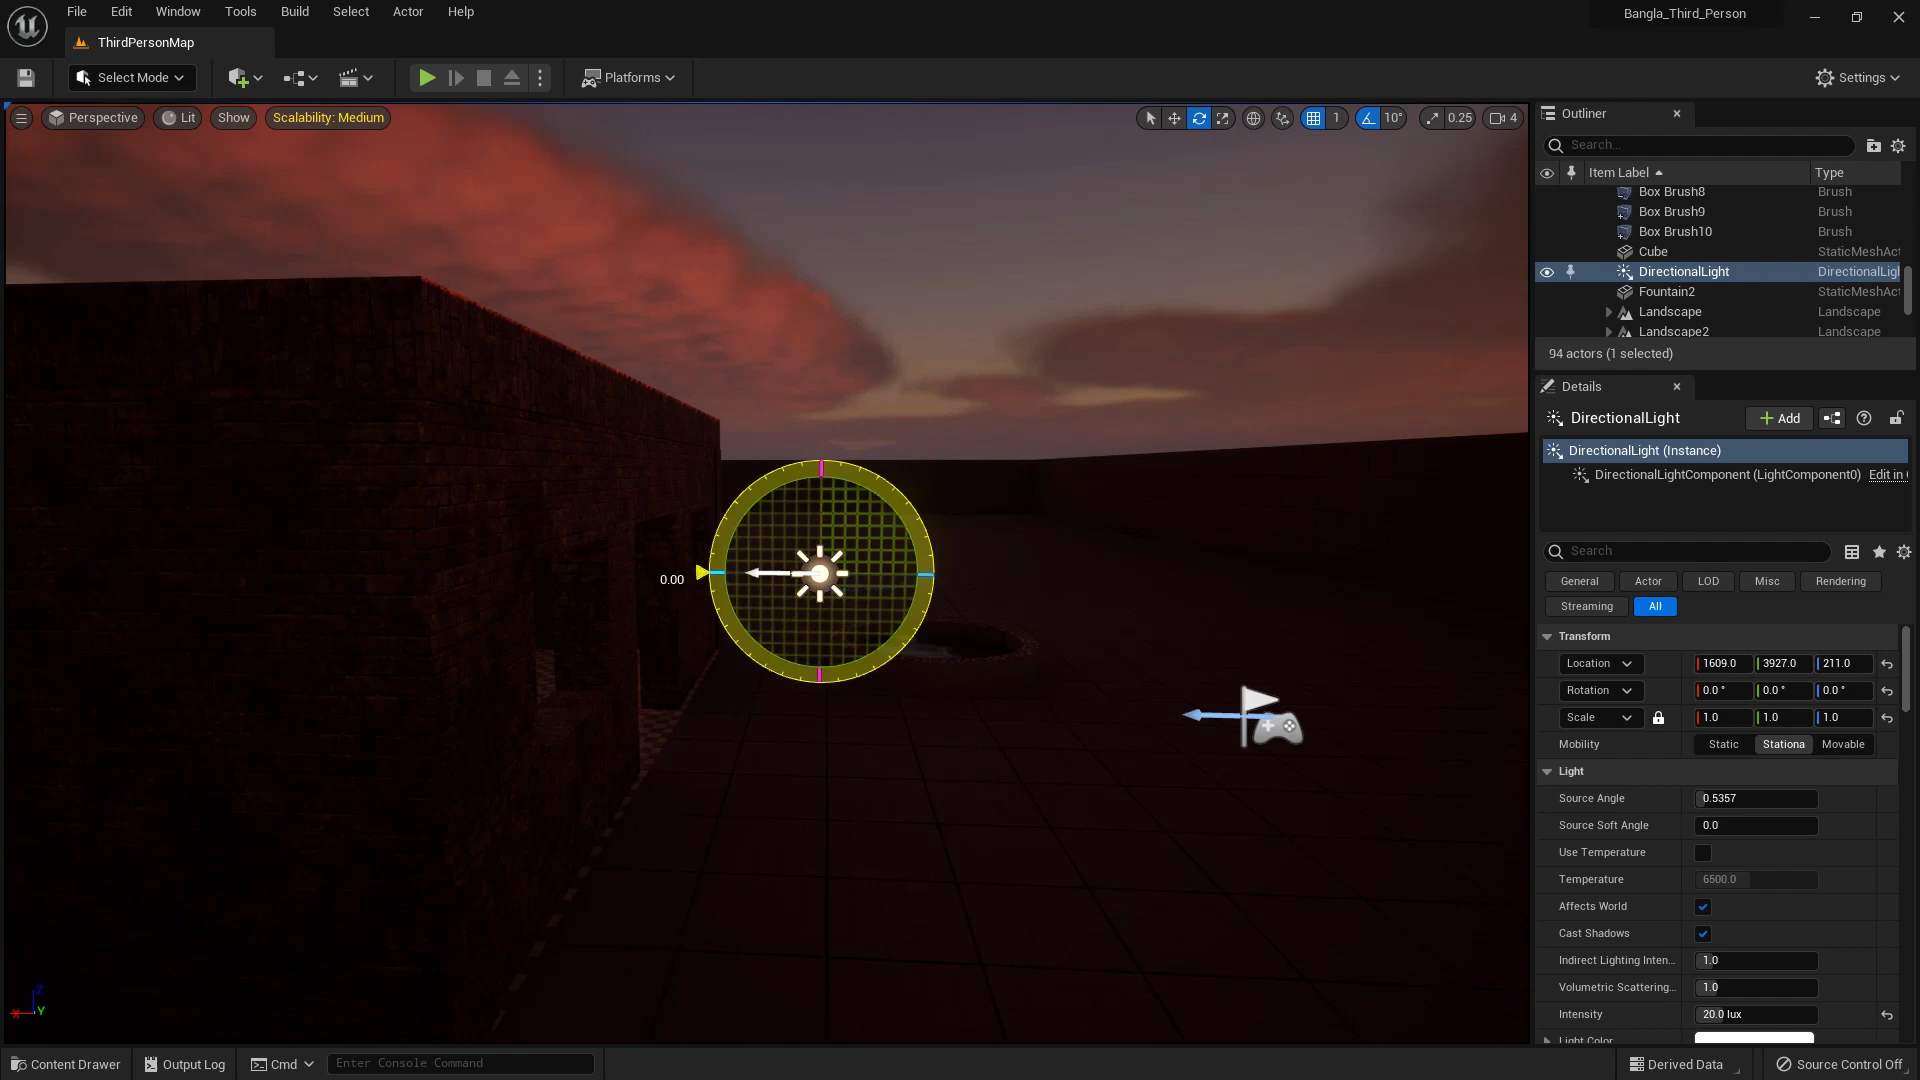 File Edit Window Tools Build Select Actor Help
Bangla_Third_Person
ThirdPersonMap
Select Mode
Platforms
Settings
Perspective Lit Show Scalability: Medium
1 10° 0.25 4
Outliner
Search...
Item Label Type
Box Brush8 Brush
Box Brush9 Brush
Box Brush10 Brush
Cube StaticMeshAct
DirectionalLight DirectionalLigh
Fountain2 StaticMeshAct
Landscape Landscape
Landscape2 Landscape
94 actors (1 selected)
Details
DirectionalLight Add
DirectionalLight (Instance)
DirectionalLightComponent (LightComponent0) Edit in
Search
General Actor LOD Misc Rendering
Streaming All
Transform
Location 1609.0 3927.0 211.0
Rotation 0.0 ° 0.0 ° 0.0 °
Scale 1.0 1.0 1.0
Mobility Static Stationa Movable
Light
Source Angle 0.5357
Source Soft Angle 0.0
Use Temperature
Temperature 6500.0
Affects World
Cast Shadows
Indirect Lighting Inten... 1.0
Volumetric Scattering... 1.0
Intensity 20.0 lux
Light Color
0.00
Z
X Y
Content Drawer Output Log Cmd Enter Console Command
Derived Data Source Control Off